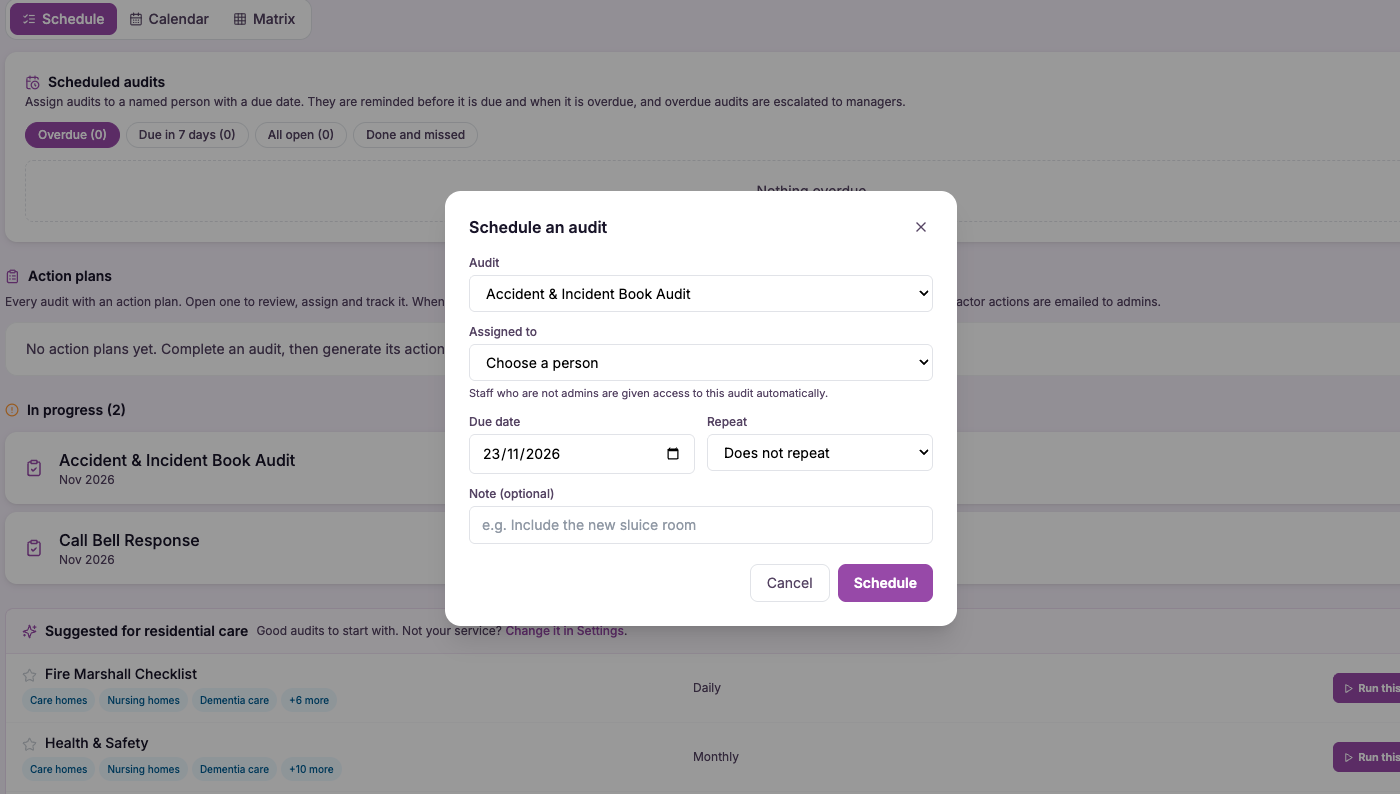 Schedule
Calendar
Matrix
Scheduled audits
Assign audits to a named person with a due date. They are reminded before it is due and when it is overdue, and overdue audits are escalated to managers.
Overdue (0)
Due in 7 days (0)
All open (0)
Done and missed
Nothing overdue
Schedule an audit
Audit
Accident & Incident Book Audit
Assigned to
Choose a person
Staff who are not admins are given access to this audit automatically.
Due date
Repeat
23/11/2026
Does not repeat
Note (optional)
e.g. Include the new sluice room
Cancel
Schedule
Action plans
Every audit with an action plan. Open one to review, assign and track it. When
actor actions are emailed to admins.
No action plans yet. Complete an audit, then generate its action
In progress (2)
Accident & Incident Book Audit
Nov 2026
Call Bell Response
Nov 2026
Suggested for residential care Good audits to start with. Not your service? Change it in Settings.
Fire Marshall Checklist
Care homes Nursing homes Dementia care +6 more
Daily
Run this
Health & Safety
Care homes Nursing homes Dementia care +10 more
Monthly
Run this